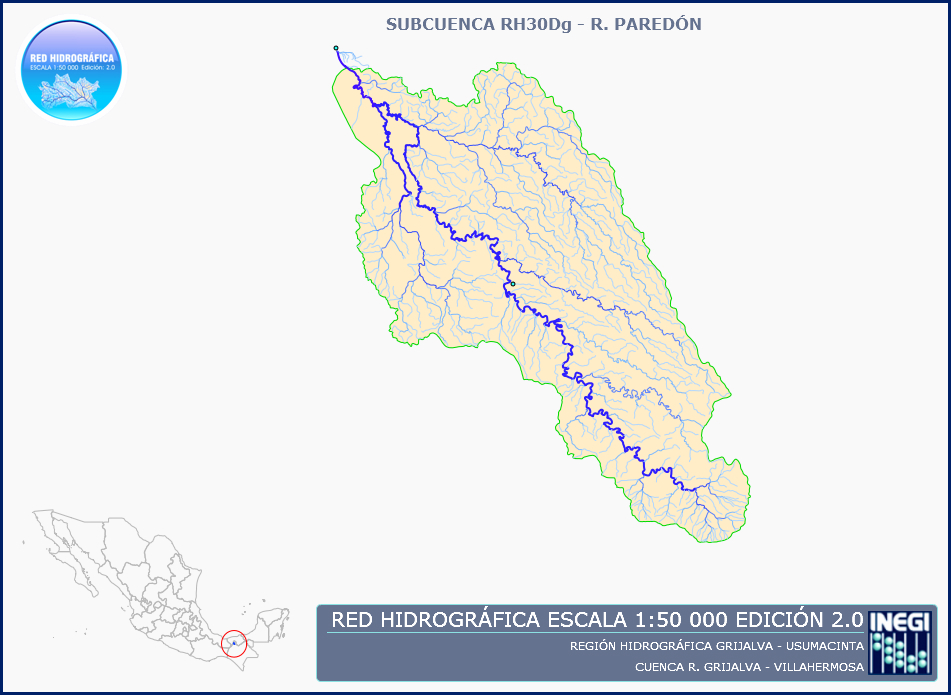 SUBCUENCA RH30Dg - R. PAREDÓN
RED HIDROGRÁFICA
ESCALA 1:50 000 Edición: 2.0
RED HIDROGRÁFICA ESCALA 1:50 000 EDICIÓN 2.0
REGIÓN HIDROGRÁFICA GRIJALVA - USUMACINTA
CUENCA R. GRIJALVA - VILLAHERMOSA
INEGI